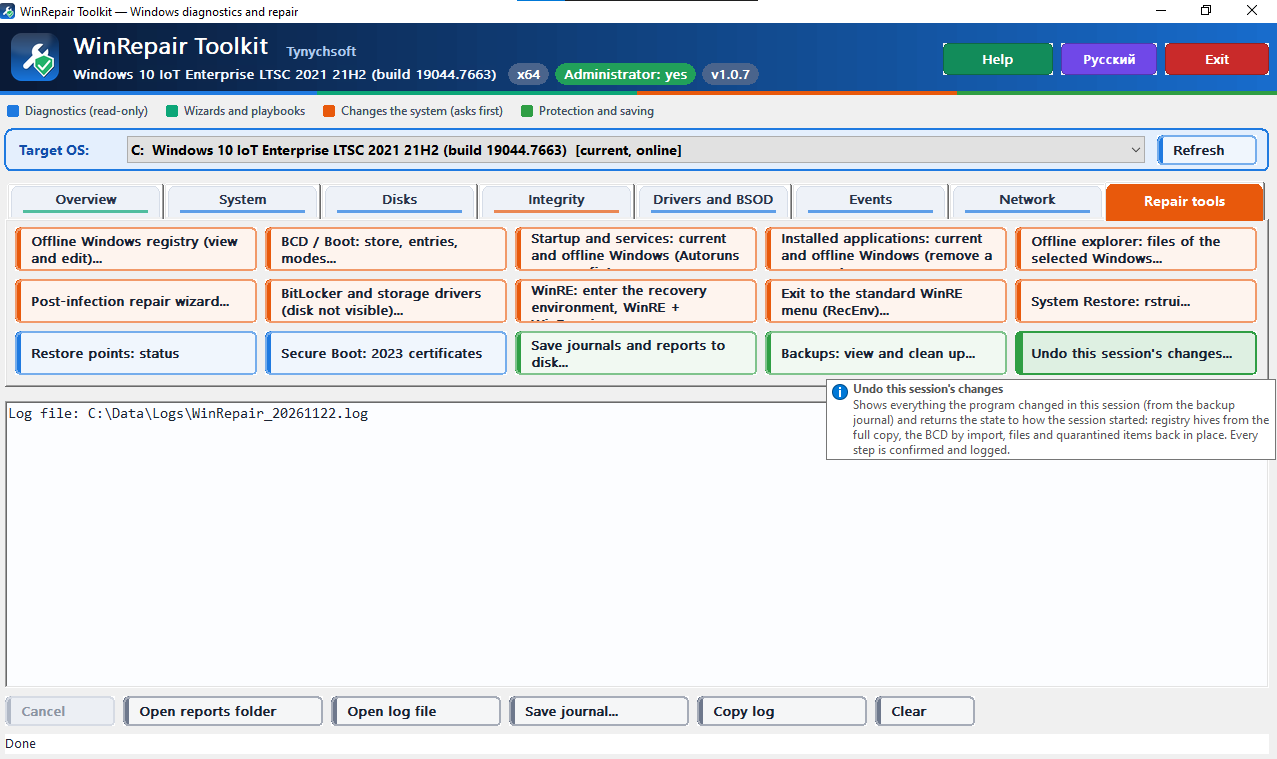 WinRepair Toolkit — Windows diagnostics and repair
WinRepair Toolkit Tynychsoft
Windows 10 IoT Enterprise LTSC 2021 21H2 (build 19044.7663) x64 Administrator: yes v1.0.7
Help Русский Exit
Diagnostics (read-only) Wizards and playbooks Changes the system (asks first) Protection and saving
Target OS: C: Windows 10 IoT Enterprise LTSC 2021 21H2 (build 19044.7663) [current, online] Refresh
Overview System Disks Integrity Drivers and BSOD Events Network Repair tools
Offline Windows registry (view
and edit)...
BCD / Boot: store, entries,
modes...
Startup and services: current
and offline Windows (Autoruns
Installed applications: current
and offline Windows (remove a
Offline explorer: files of the
selected Windows...
Post-infection repair wizard...
BitLocker and storage drivers
(disk not visible)...
WinRE: enter the recovery
environment, WinRE +
Exit to the standard WinRE
menu (RecEnv)...
System Restore: rstrui...
Restore points: status
Secure Boot: 2023 certificates
Save journals and reports to
disk...
Backups: view and clean up...
Undo this session's changes...
Undo this session's changes
Shows everything the program changed in this session (from the backup
journal) and returns the state to how the session started: registry hives from the
full copy, the BCD by import, files and quarantined items back in place. Every
step is confirmed and logged.
Log file: C:\Data\Logs\WinRepair_20261122.log
Cancel Open reports folder Open log file Save journal... Copy log Clear
Done